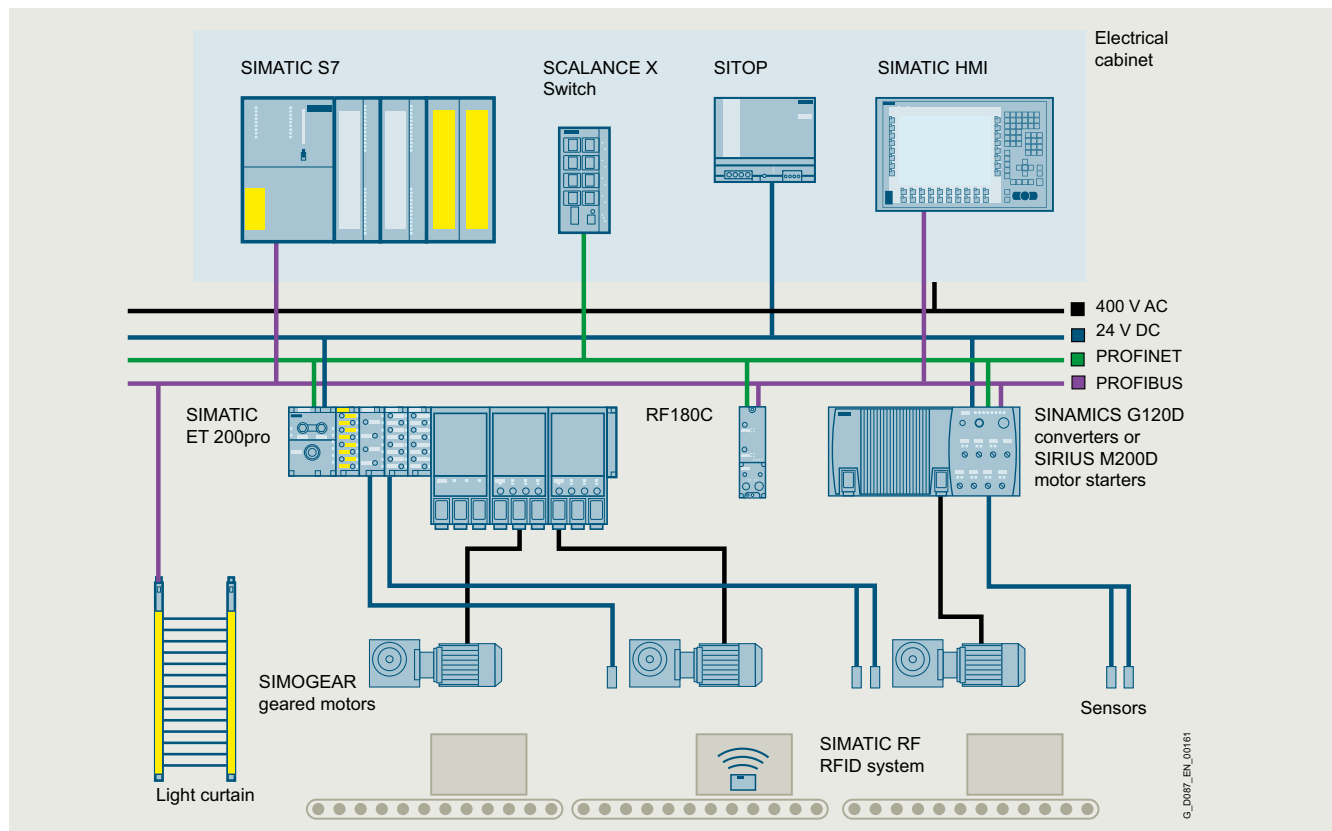 Electrical
cabinet
SIMATIC S7
SCALANCE X
Switch
SITOP
SIMATIC HMI
400 V AC
24 V DC
PROFINET
PROFIBUS
SIMATIC
ET 200pro
RF180C
SINAMICS G120D
converters or
SIRIUS M200D
motor starters
SIMOGEAR
geared motors
Sensors
SIMATIC RF
RFID system
Light curtain
G_D087_EN_00161